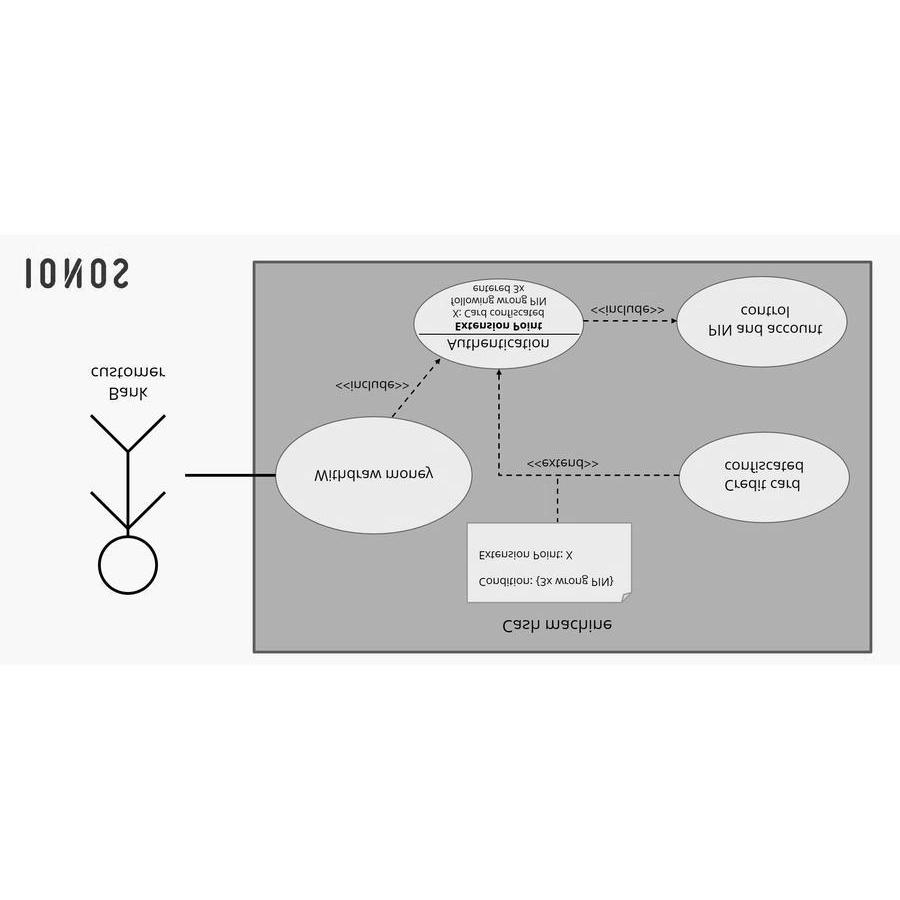 Cash machine
Condition: {3x wrong PIN}
Extension Point: X
Withdraw money
<<extend>>
Credit card
confiscated
Bank
customer
<<include>>
Authentication
Extension Point
X: Card confiscated
following wrong PIN
entered 3x
<<include>>
PIN and account
control
IONOS